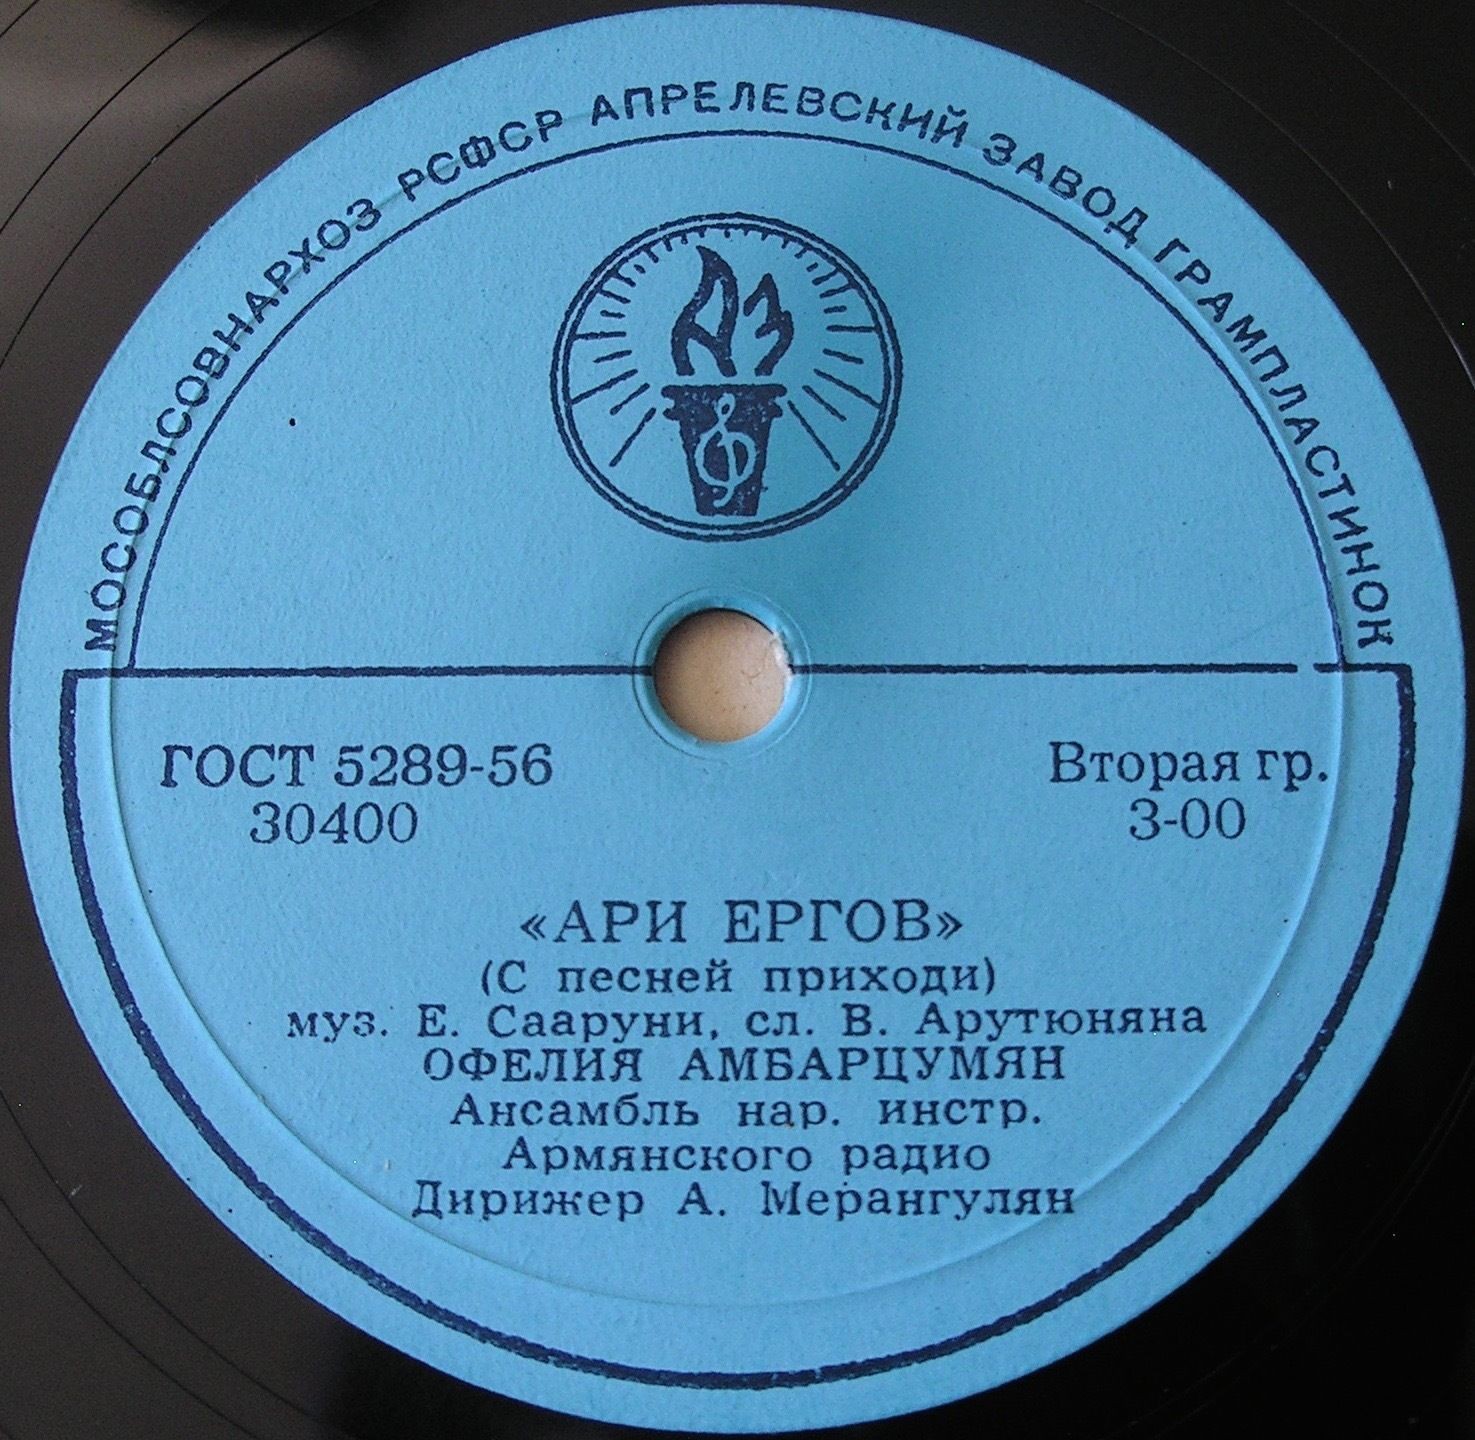 МОСОБЛСОВНАРХОЗ РСФСР АПРЕЛЕВСКИЙ ЗАВОД ГРАМПЛАСТИНОК
АЗ
ГОСТ 5289-56
30400
Вторая гр.
3-00
«АРИ ЕРГОВ»
(С песней приходи)
муз. Е. Сааруни, сл. В. Арутюняна
ОФЕЛИЯ АМБАРЦУМЯН
Ансамбль нар. инстр.
Армянского радио
Дирижер А. Мерангулян